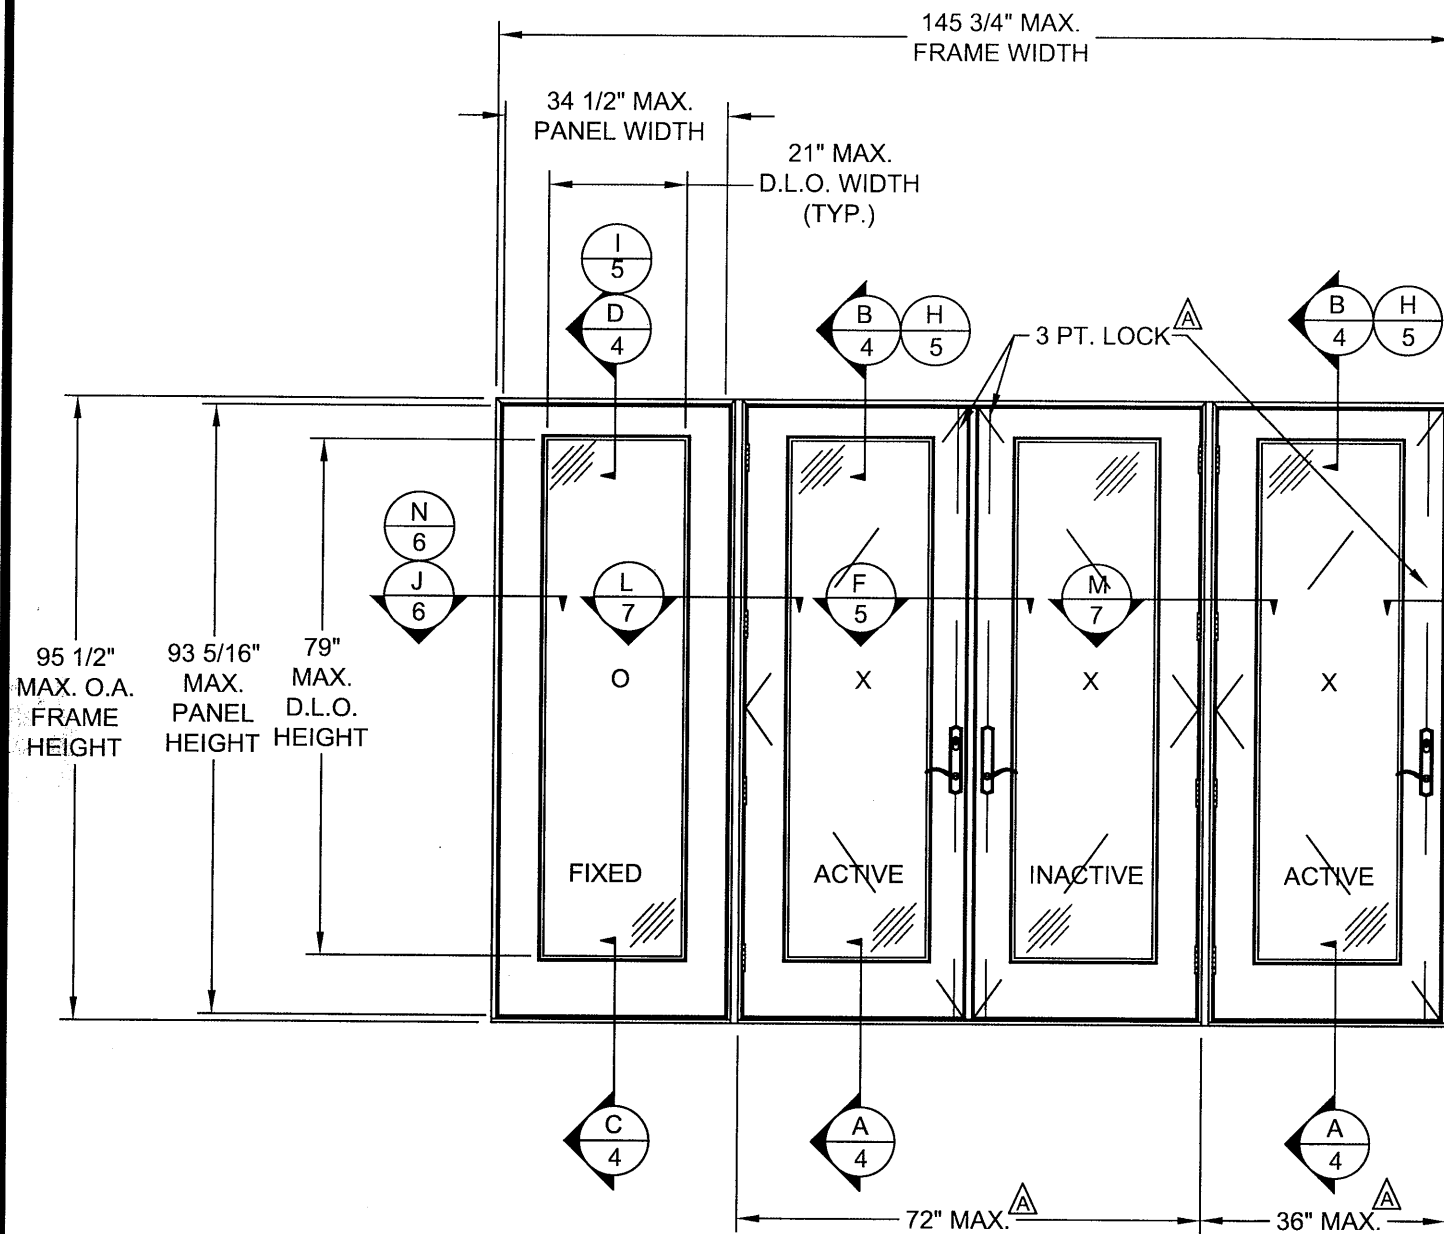 145 3/4" MAX.
FRAME WIDTH
34 1/2" MAX.
PANEL WIDTH
21" MAX.
D.L.O. WIDTH
(TYP.)
I
5
D
4
B
4
H
5
3 PT. LOCK
A
B
4
H
5
N
6
J
6
L
7
F
5
M
7
95 1/2"
MAX. O.A.
FRAME
HEIGHT
93 5/16"
MAX.
PANEL
HEIGHT
79"
MAX.
D.L.O.
HEIGHT
O
X
X
X
FIXED
ACTIVE
INACTIVE
ACTIVE
C
4
A
4
A
4
72" MAX.
A
36" MAX.
A